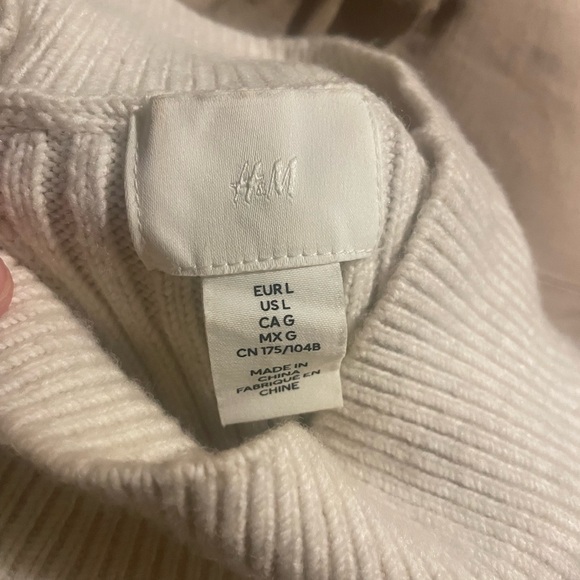 H&M
EUR L
US L
CA G
MX G
CN 175/104B
MADE IN
CHINA
FABRIQUÉ EN
CHINE